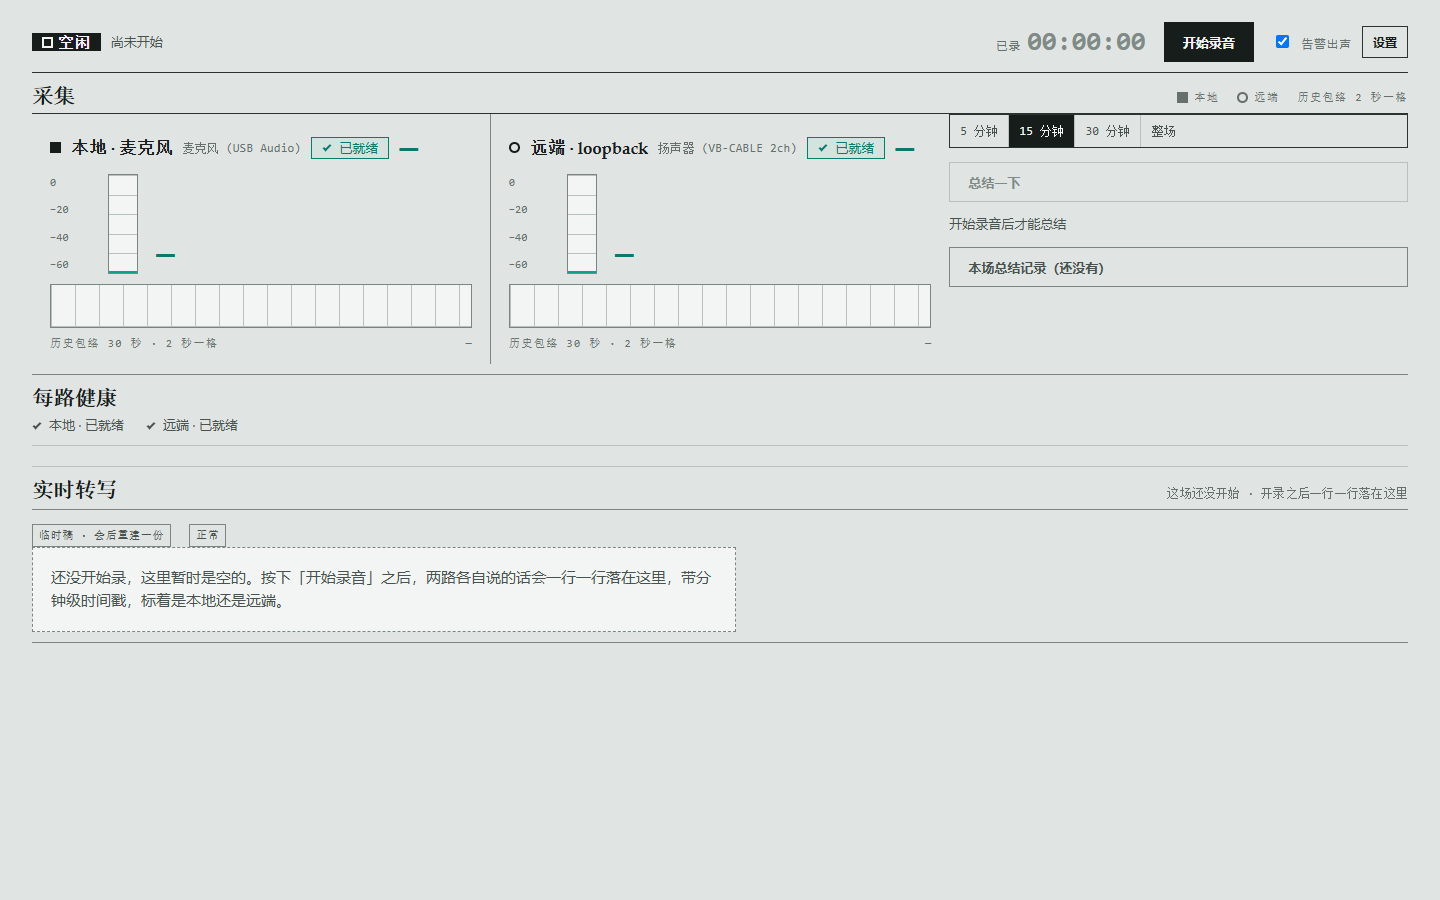 空闲 尚未开始 已录 00:00:00 开始录音 告警出声 设置
采集 本地 远端 历史包络 2 秒一格
本地 · 麦克风 麦克风 (USB Audio) 已就绪 —
0
-20
-40
-60
—
历史包络 30 秒 · 2 秒一格 —
远端 · loopback 扬声器 (VB-CABLE 2ch) 已就绪 —
0
-20
-40
-60
—
历史包络 30 秒 · 2 秒一格 —
5 分钟 15 分钟 30 分钟 整场
总结一下
开始录音后才能总结
本场总结记录（还没有）
每路健康
本地 · 已就绪 远端 · 已就绪
实时转写 这场还没开始 · 开录之后一行一行落在这里
临时稿 · 会后重建一份 正常
还没开始录，这里暂时是空的。按下「开始录音」之后，两路各自说的话会一行一行落在这里，带分
钟级时间戳，标着是本地还是远端。